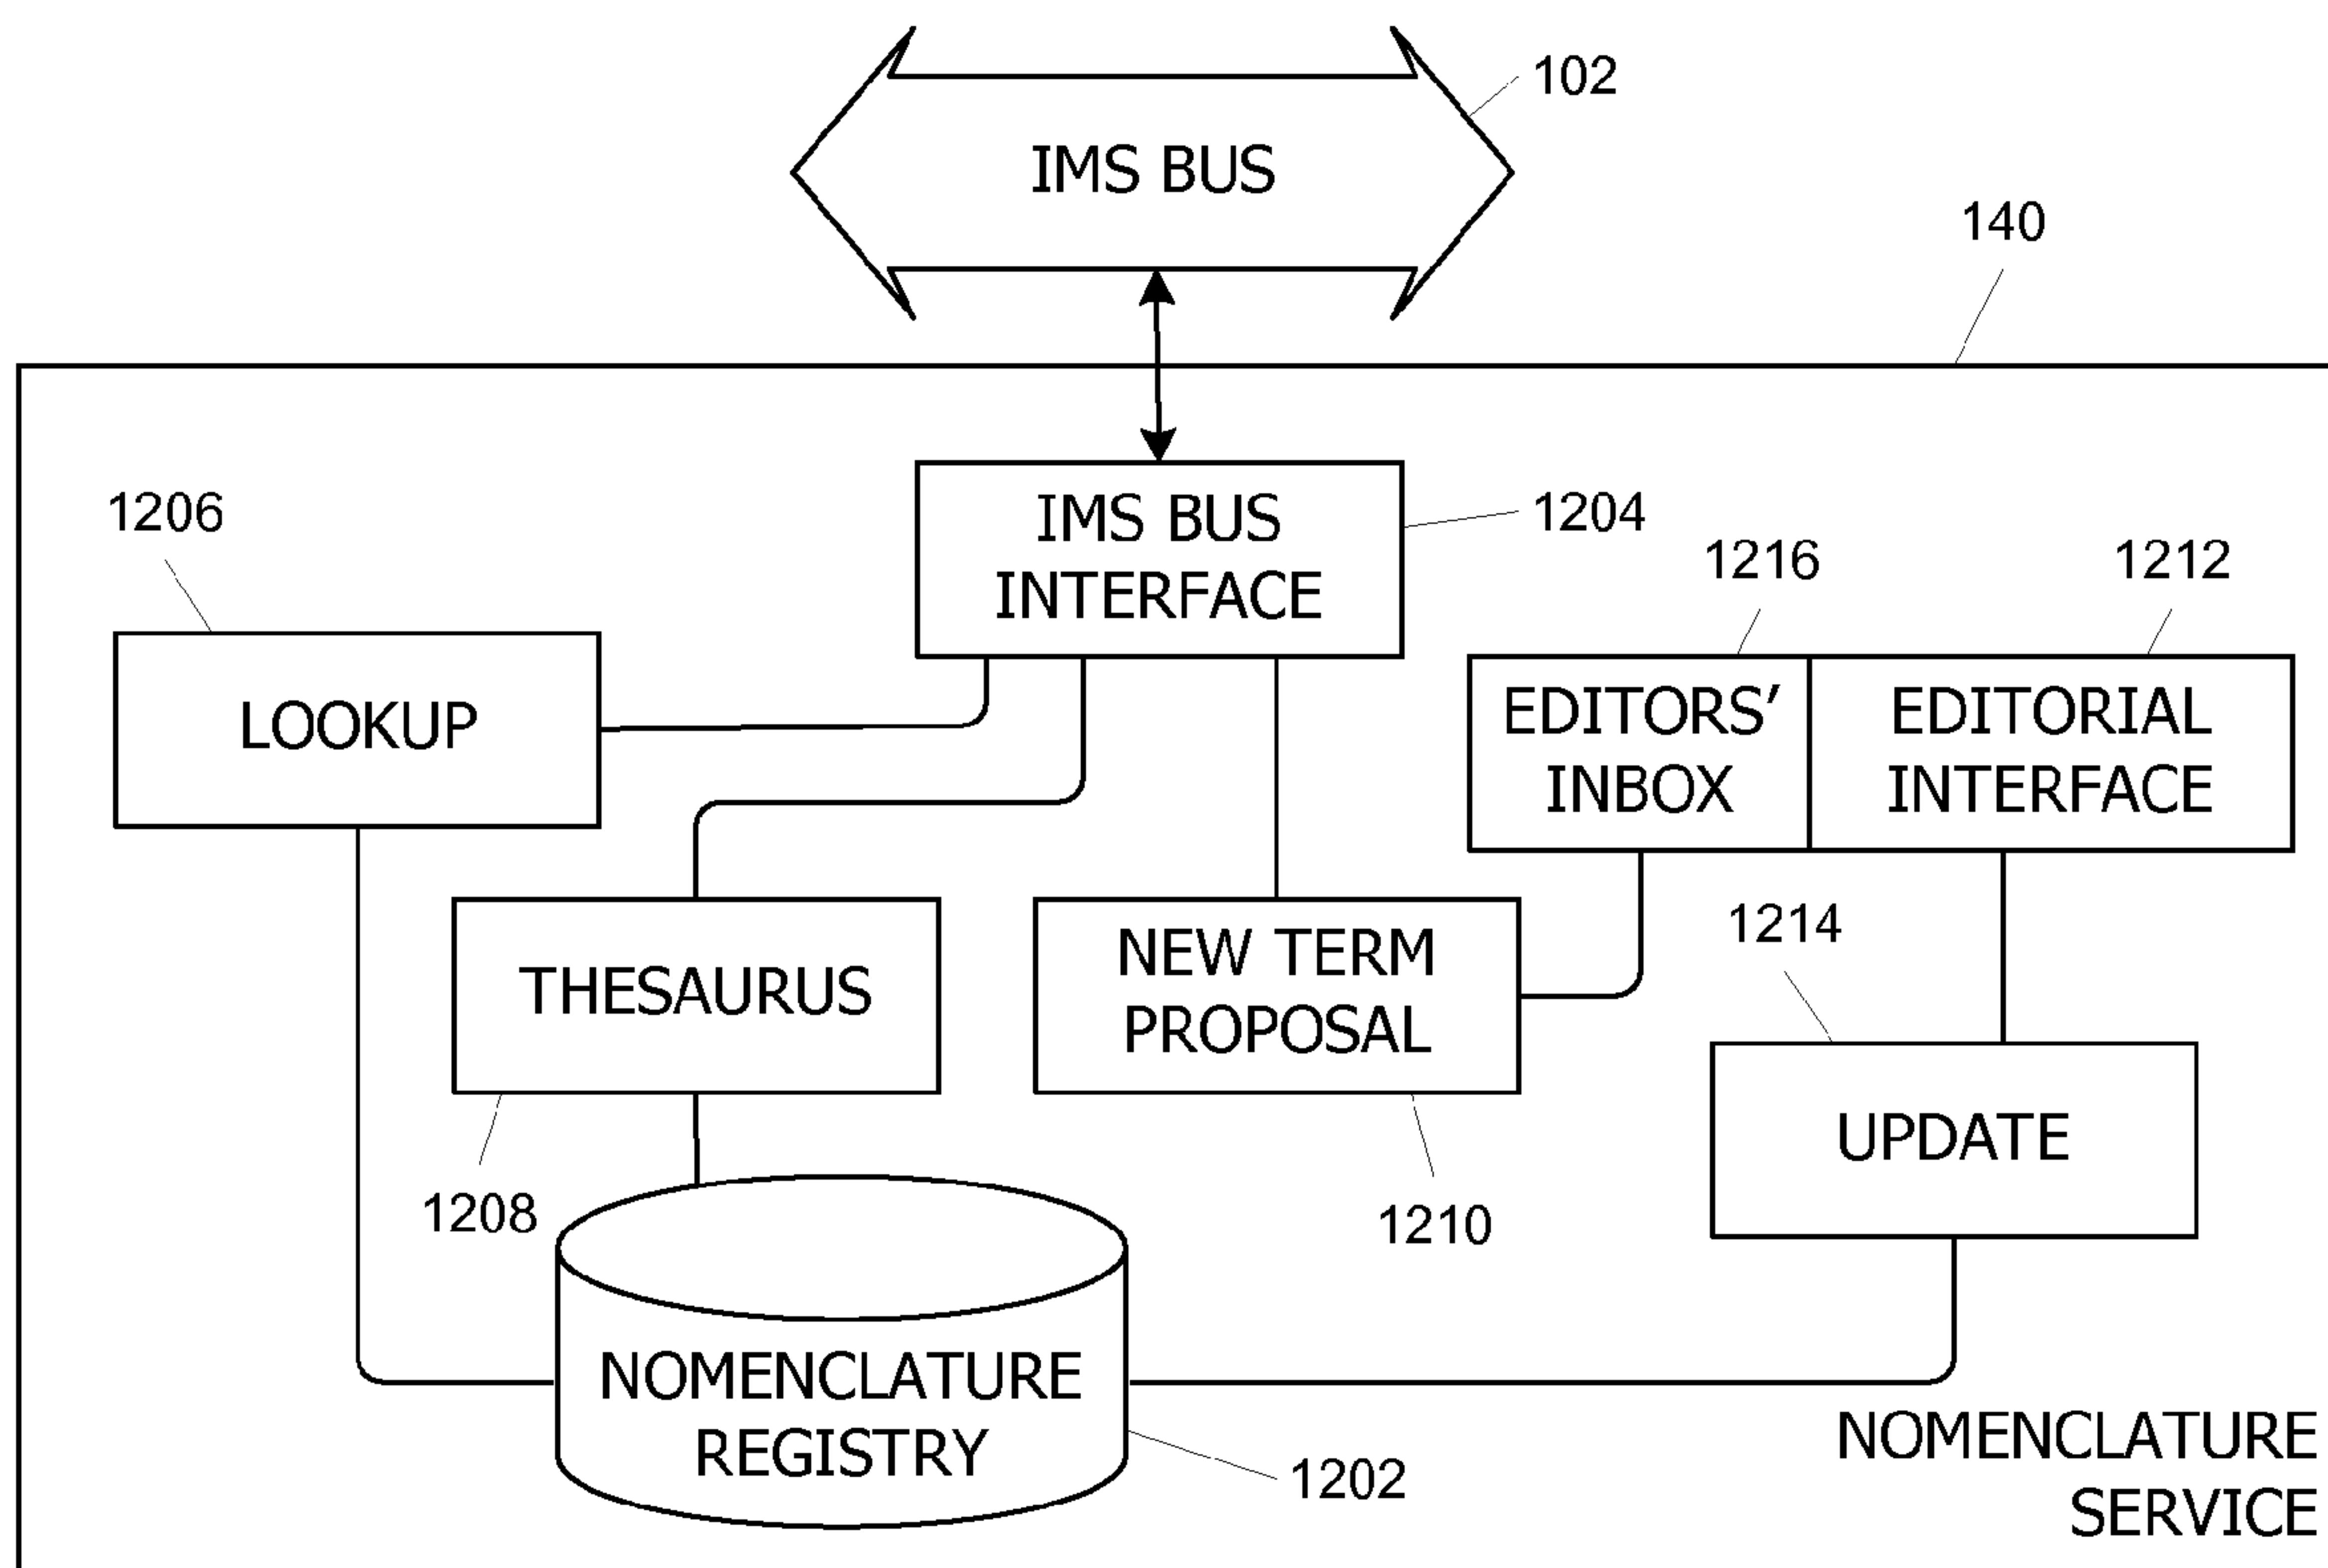 102
IMS BUS
140
1206
IMS BUS
INTERFACE
1204
1216
1212
LOOKUP
EDITORS’
INBOX
EDITORIAL
INTERFACE
THESAURUS
NEW TERM
PROPOSAL
1214
UPDATE
1208
1210
NOMENCLATURE
REGISTRY
1202
NOMENCLATURE
SERVICE